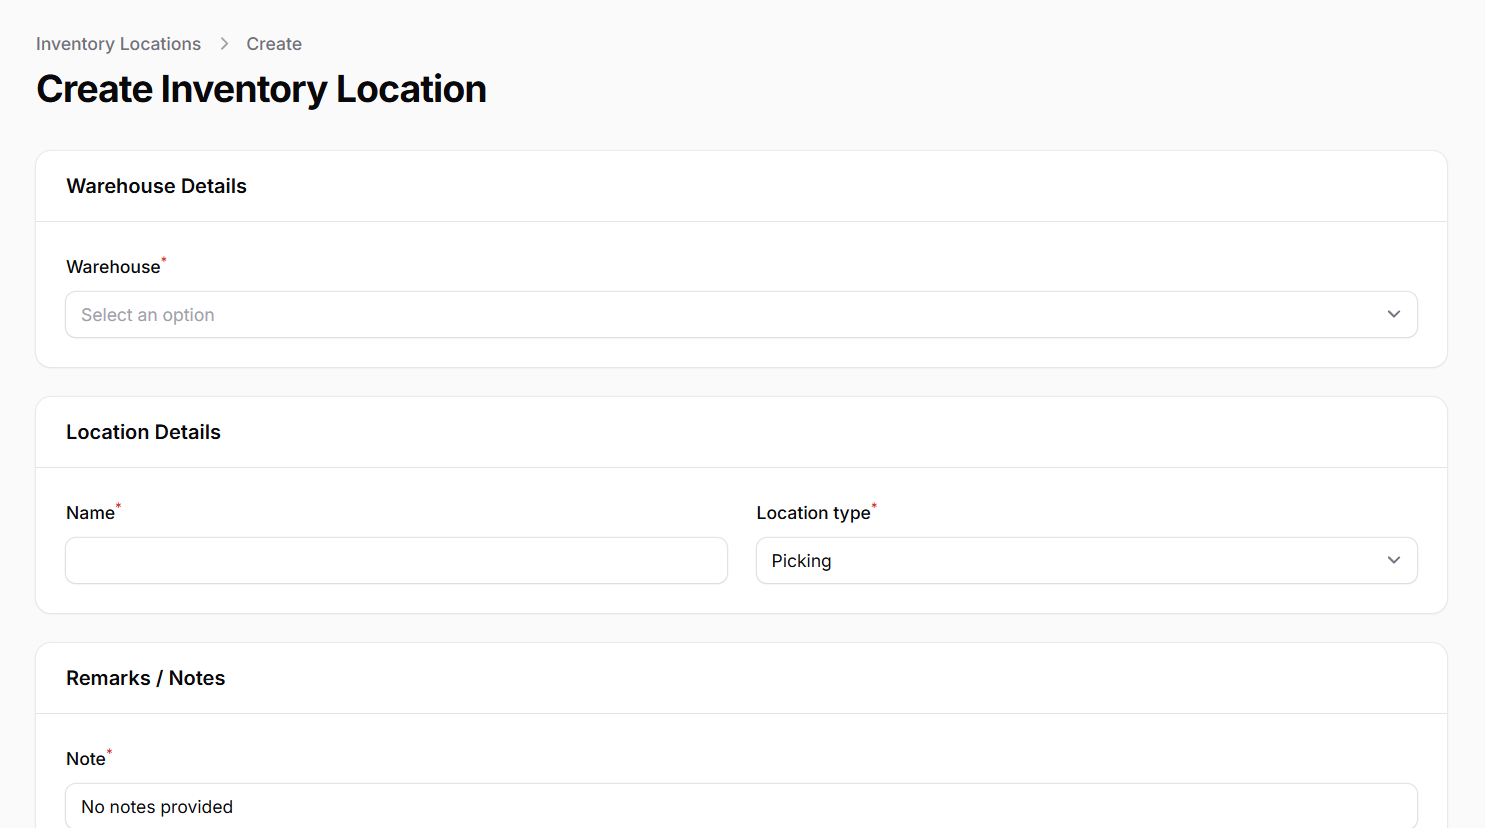 Inventory Locations > Create
Create Inventory Location
Warehouse Details
Warehouse*
Select an option
Location Details
Name* Location type*
Picking
Remarks / Notes
Note*
No notes provided